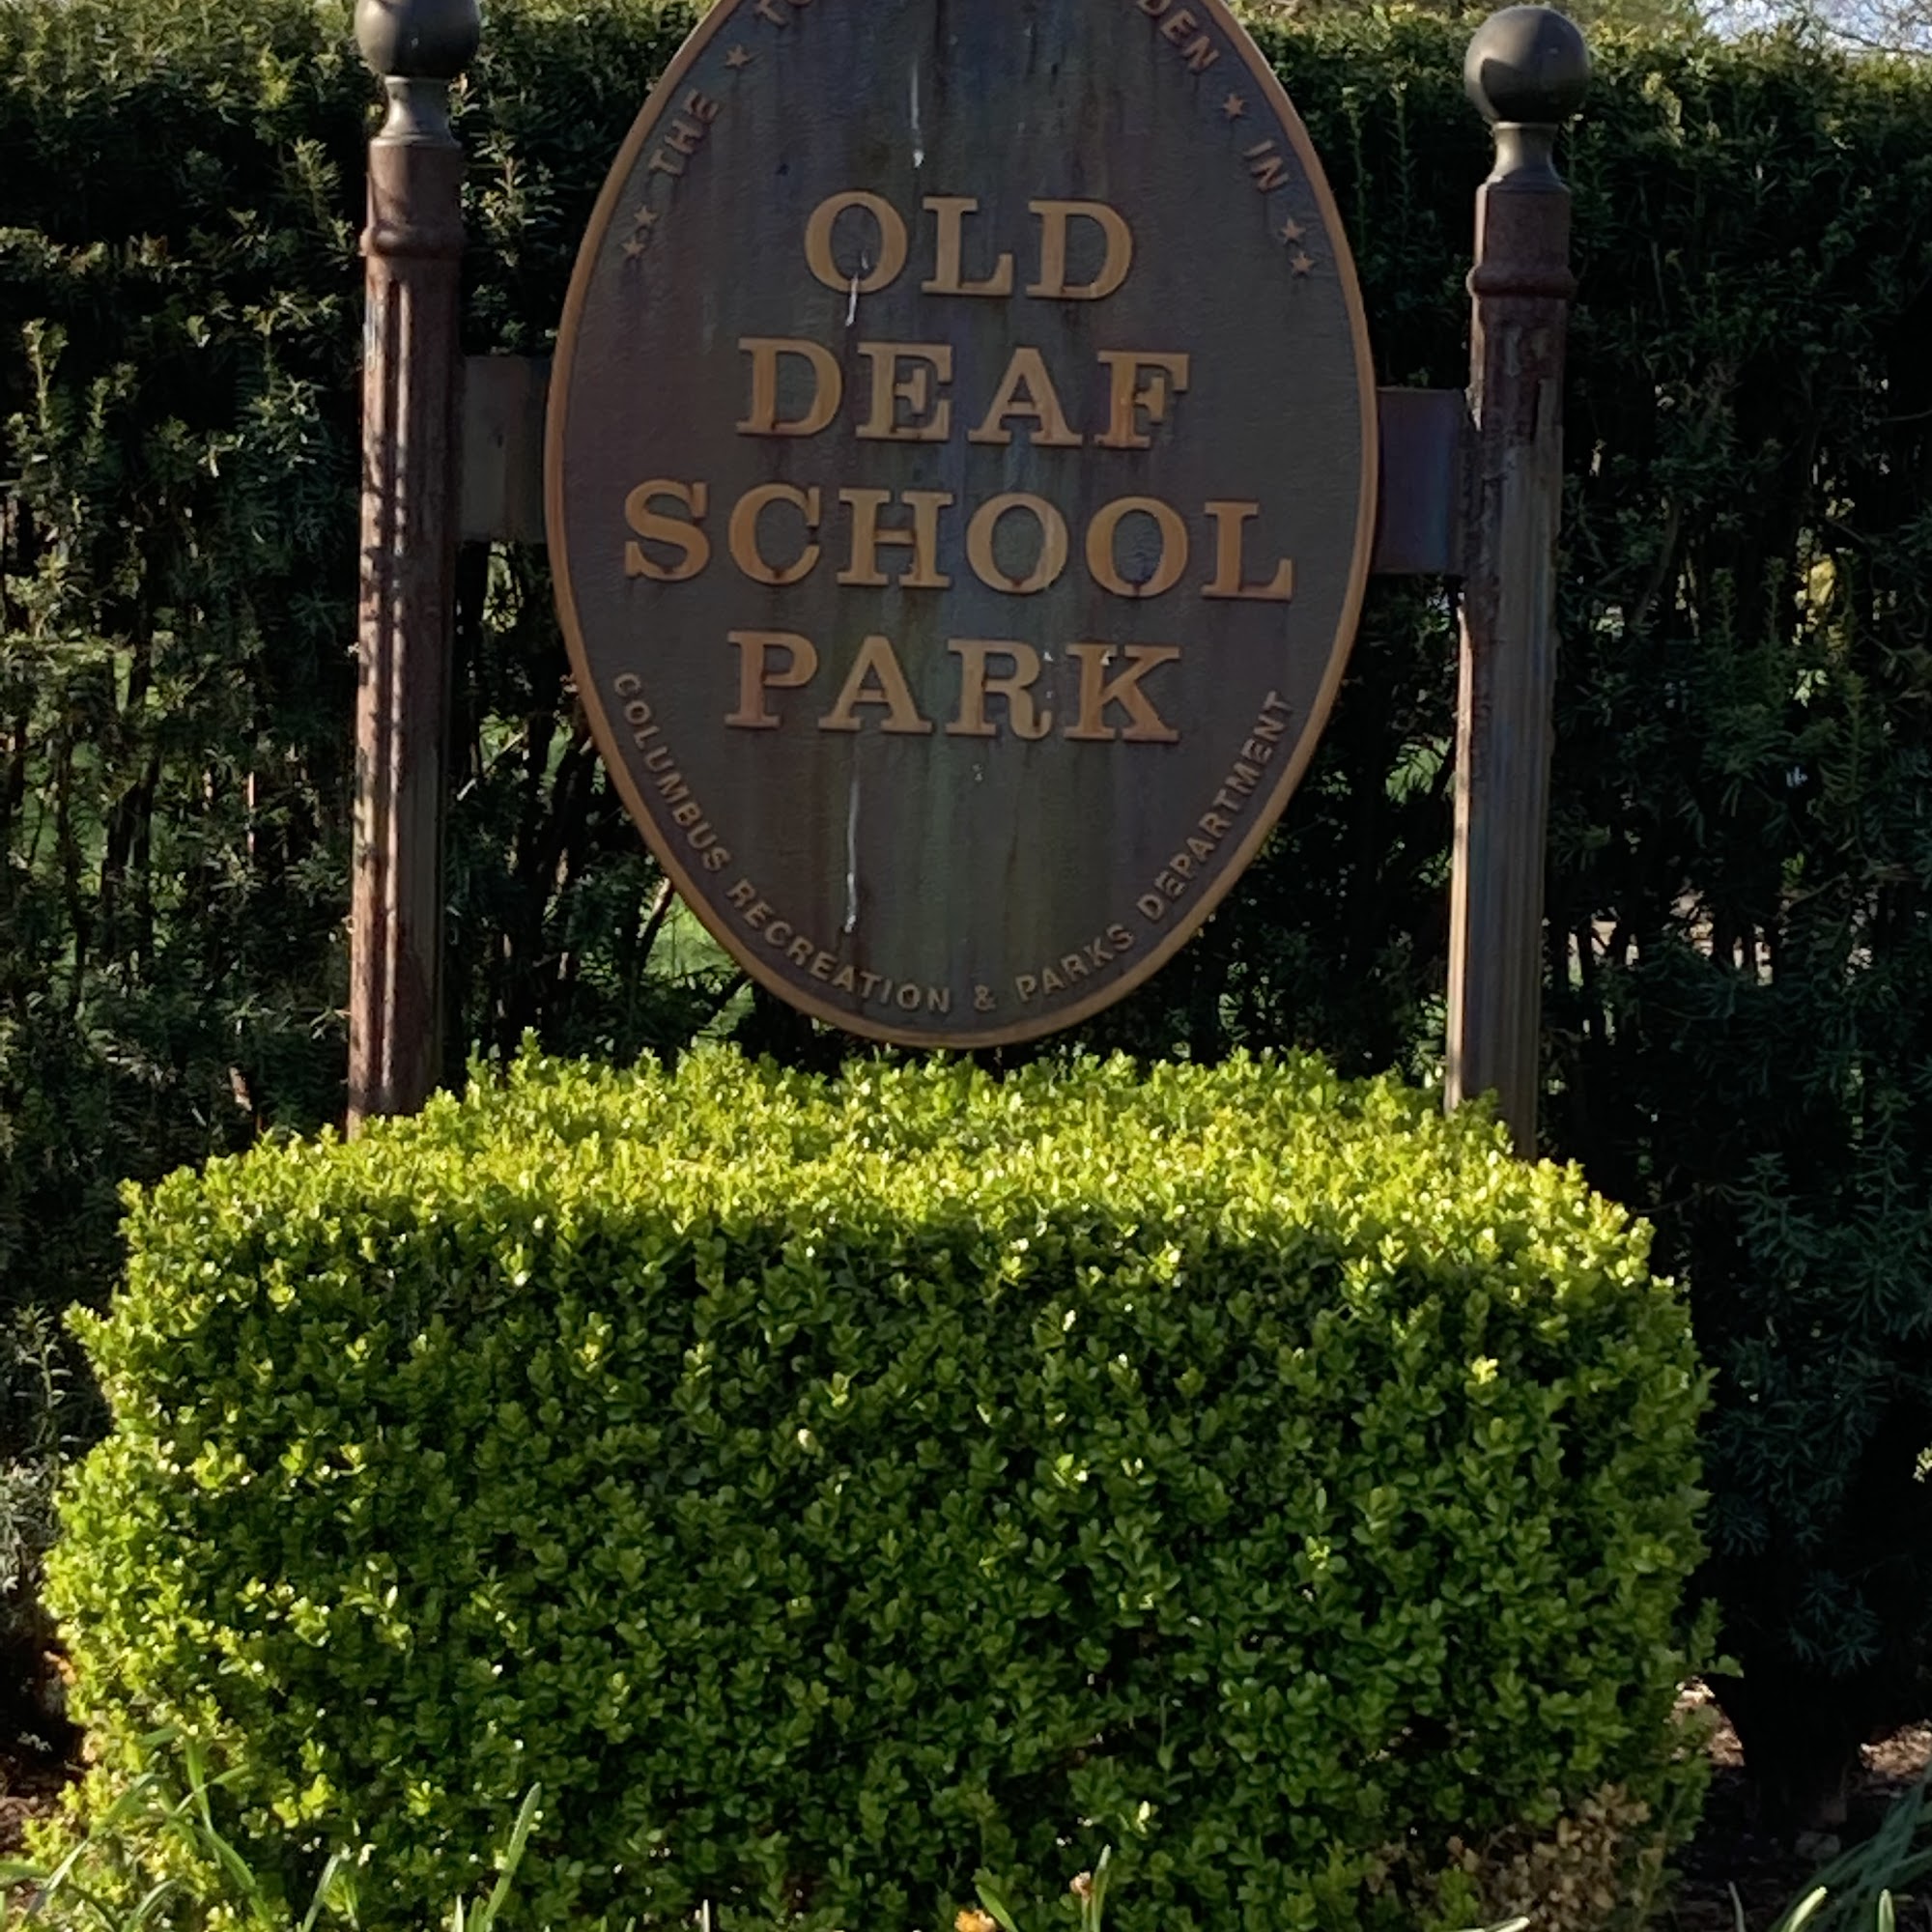 THE
IN
OLD
DEAF
SCHOOL
PARK
COLUMBUS RECREATION & PARKS DEPARTMENT